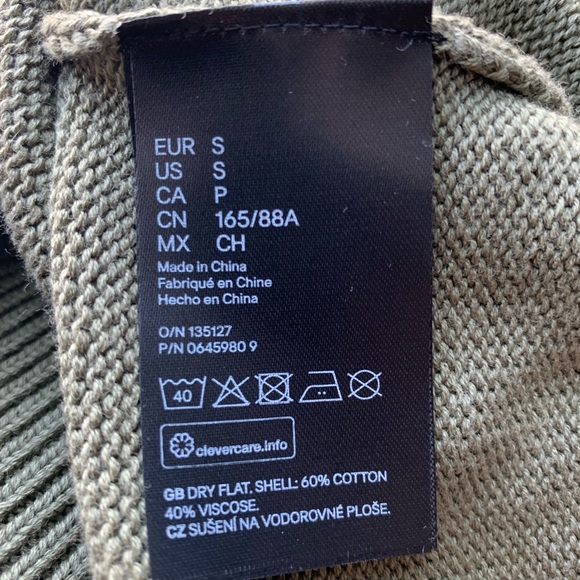 EUR S
US S
CA P
CN 165/88A
MX CH
Made in China
Fabriqué en Chine
Hecho en China
O/N 135127
P/N 0645980 9
40
clevercare.info
GB DRY FLAT. SHELL: 60% COTTON
40% VISCOSE.
CZ SUŠENÍ NA VODOROVNÉ PLOŠE.